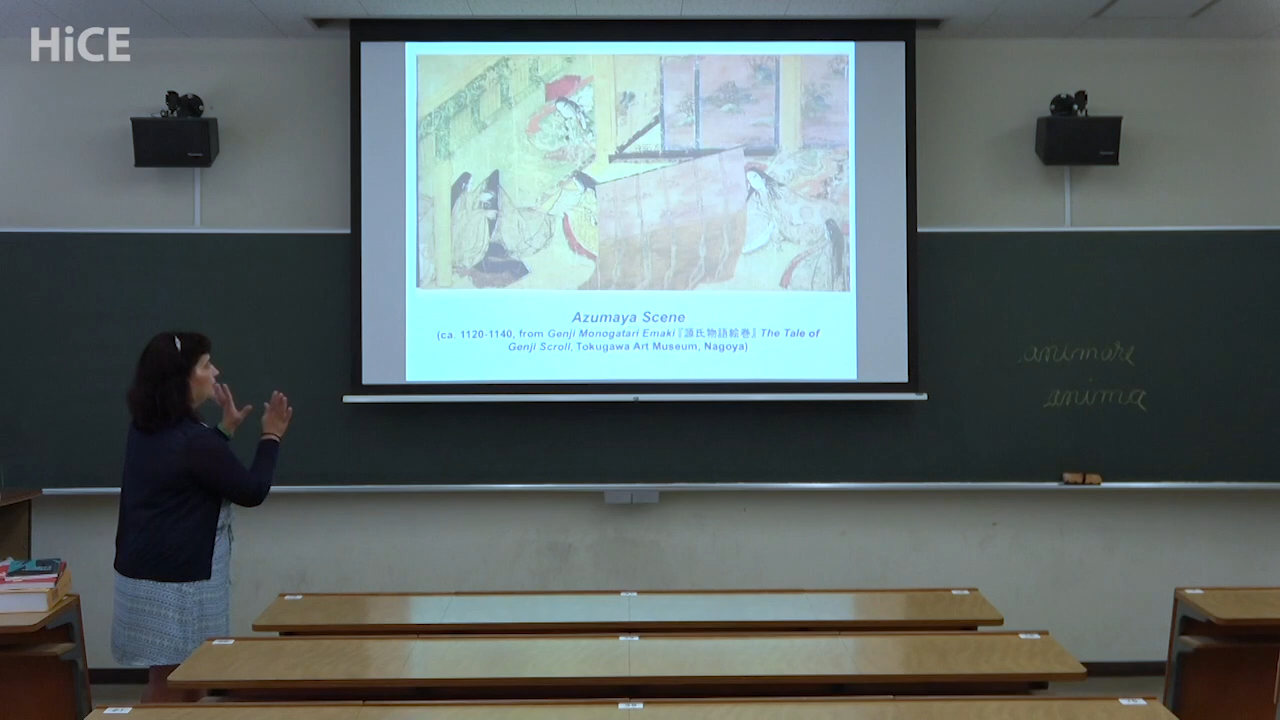 HiCE
Azumaya Scene
(ca. 1120-1140, from Genji Monogatari Emaki『源氏物語絵巻』The Tale of
Genji Scroll, Tokugawa Art Museum, Nagoya)
animare
anima